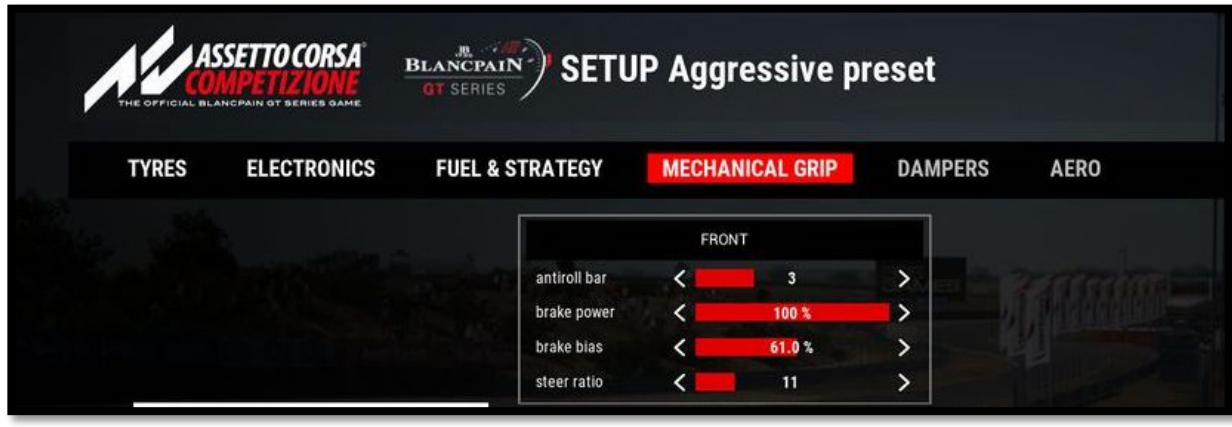 ASSETTO CORSA
COMPETIZIONE
THE OFFICIAL BLANCPAIN GT SERIES GAME
BLANCPAIN
GT SERIES
SETUP Aggressive preset
TYRES ELECTRONICS FUEL & STRATEGY MECHANICAL GRIP DAMPERS AERO
FRONT
antiroll bar < 3 >
brake power < 100 % >
brake bias < 61.0 % >
steer ratio < 11 >